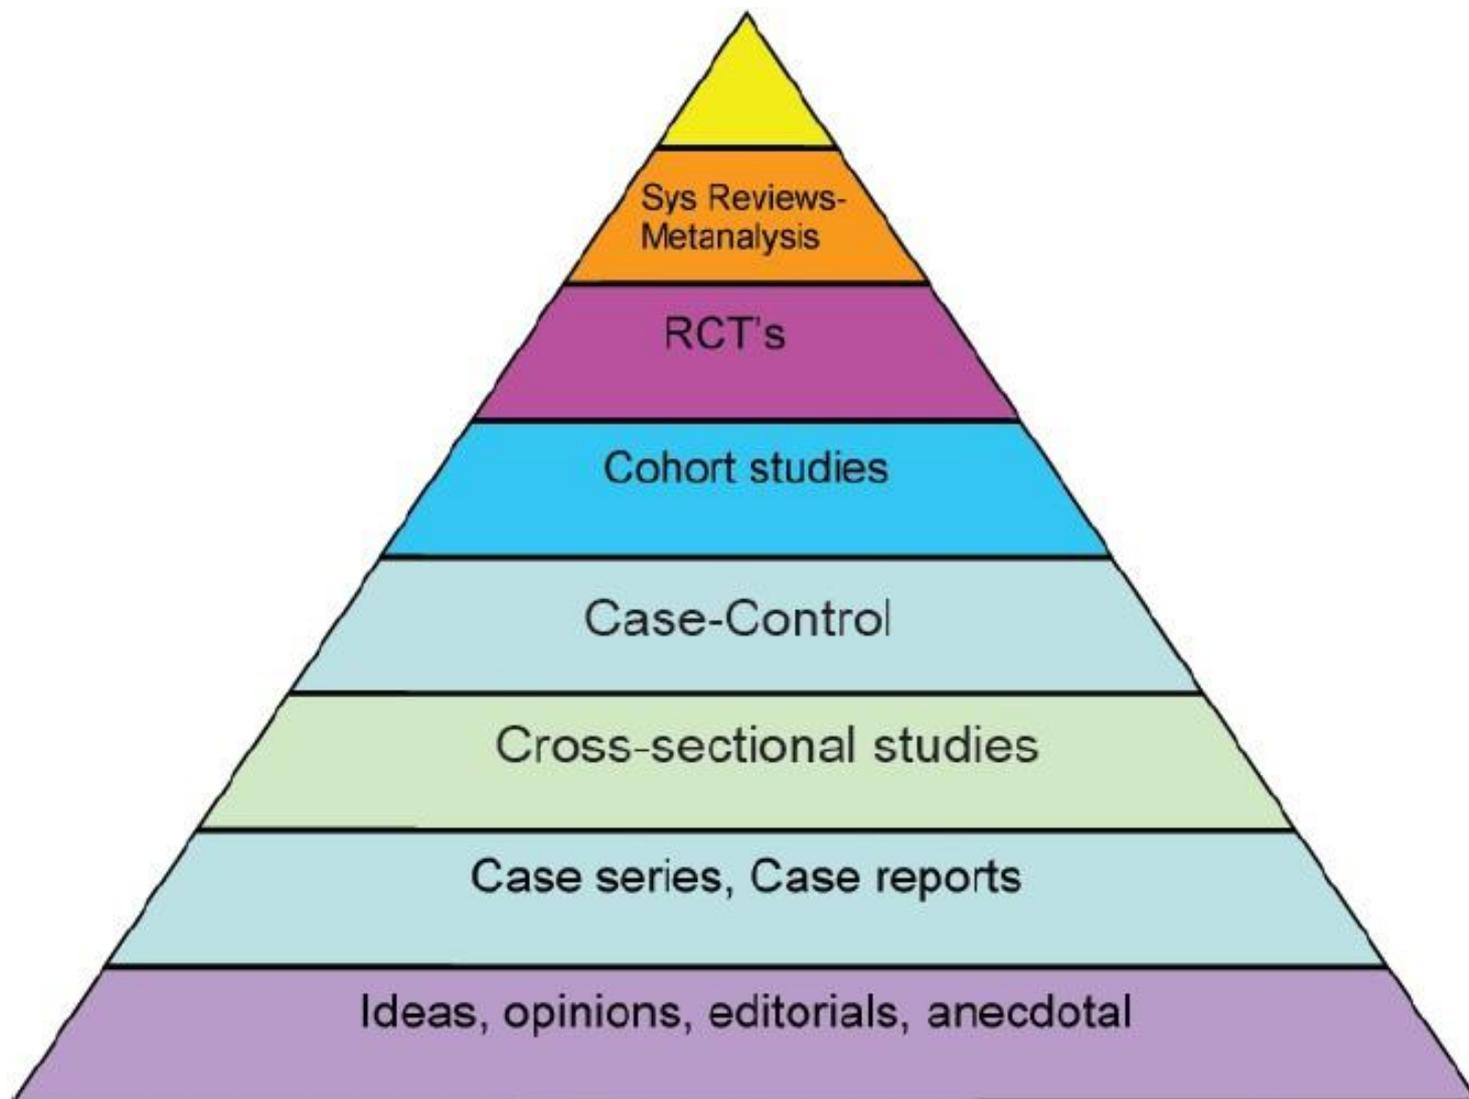 Sys Reviews-
Metanalysis
RCT's
Cohort studies
Case-Control
Cross-sectional studies
Case series, Case reports
Ideas, opinions, editorials, anecdotal